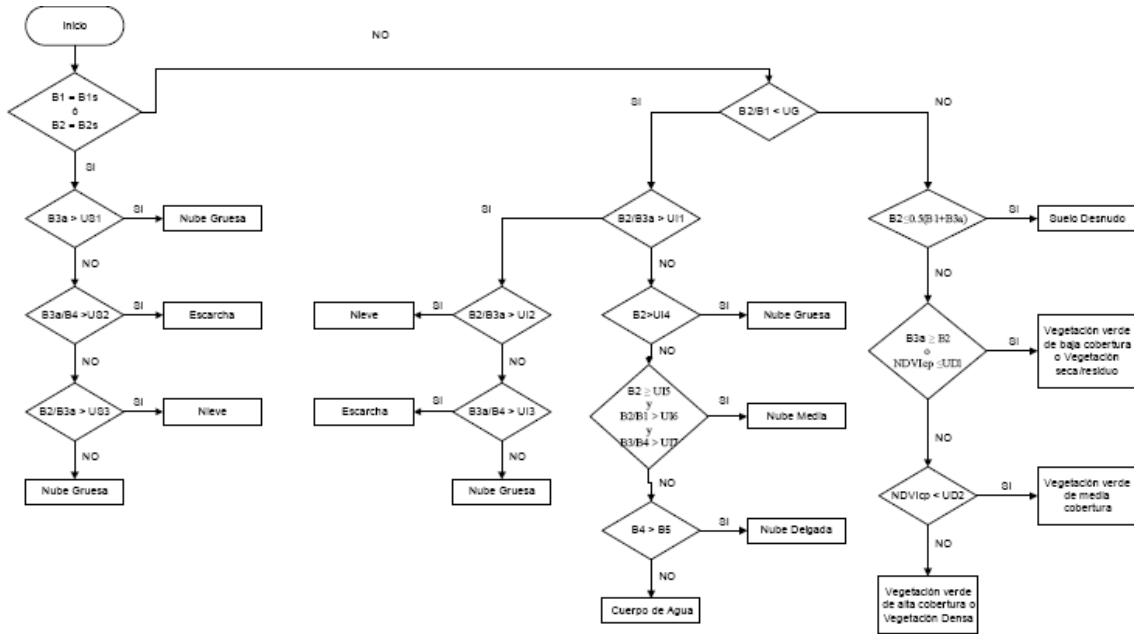 Inicio
NO
B1 = B1s
ó
B2 = B2s
SI
B3a > US1
SI
Nube Gruesa
NO
B3a/B4 >US2
SI
Escarcha
NO
B2/B3a > US3
SI
Nieve
NO
Nube Gruesa
B2/B1 < UG
SI
NO
B2/B3a > UI1
SI
NO
B2/B3a > UI2
SI
Nieve
NO
B3a/B4 > UI3
SI
Escarcha
NO
Nube Gruesa
B2>UI4
SI
Nube Gruesa
NO
B2 ≥ UI5
y
B2/B1 > UI6
y
B3/B4 > UI7
SI
Nube Media
NO
B4 > B5
SI
Nube Delgada
NO
Cuerpo de Agua
B2≤0.5(B1+B3a)
SI
Suelo Desnudo
NO
B3a ≥ B2
o
NDVIcp ≤UD1
SI
Vegetación verde
de baja cobertura
o Vegetación
seca/residuo
NO
NDVIcp < UD2
SI
Vegetación verde
de media
cobertura
NO
Vegetación verde
de alta cobertura o
Vegetación Densa